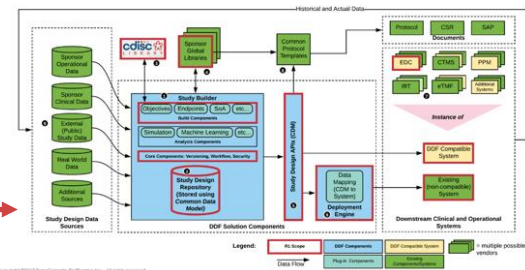 Historical and Actual Data
Documents
Protocol
CSR
SAP
Sponsor
Operational
Data
cdisc
LIBRARY
Sponsor
Global
Libraries
Common
Protocol
Templates
Sponsor
Clinical Data
External
(Public)
Study Data
Real World
Data
Additional
Sources
Study Design Data
Sources
Study Builder
Objectives
Endpoints
SoA
etc...
Build Components
Simulation
Machine Learning
etc...
Analysis Components
Core Components: Versioning, Workflow, Security
Study Design
Repository
(Stored using
Common Data
Model)
DDF Solution Components
Study Design APIs (CDM)
Data
Mapping
(CDM to
System)
Deployment
Engine
EDC
CTMS
PPM
IRT
eTMF
Additional
Systems
Instance of
DDF Compatible
System
Existing
(non-compatible)
System
Downstream Clinical and Operational
Systems
Legend:
R1 Scope
DDF Components
DDF Compatible System
= multiple possible
vendors
Data Flow
Plug-in Components
Existing
Components/Systems